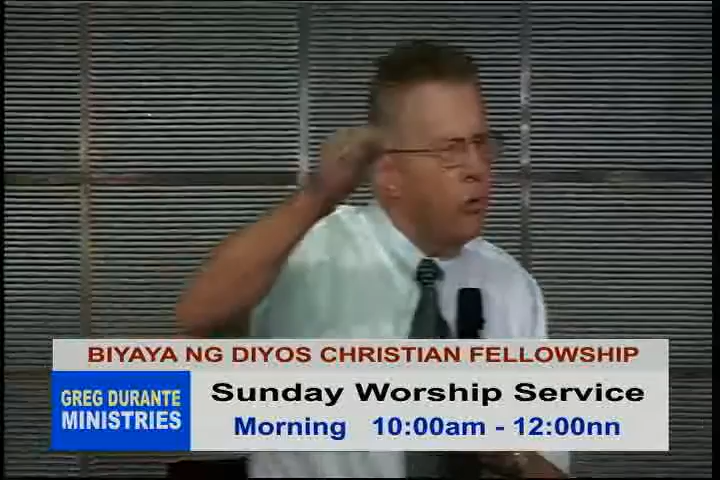 BIYAYA NG DIYOS CHRISTIAN FELLOWSHIP
GREG DURANTE
MINISTRIES
Sunday Worship Service
Morning 10:00am - 12:00nn